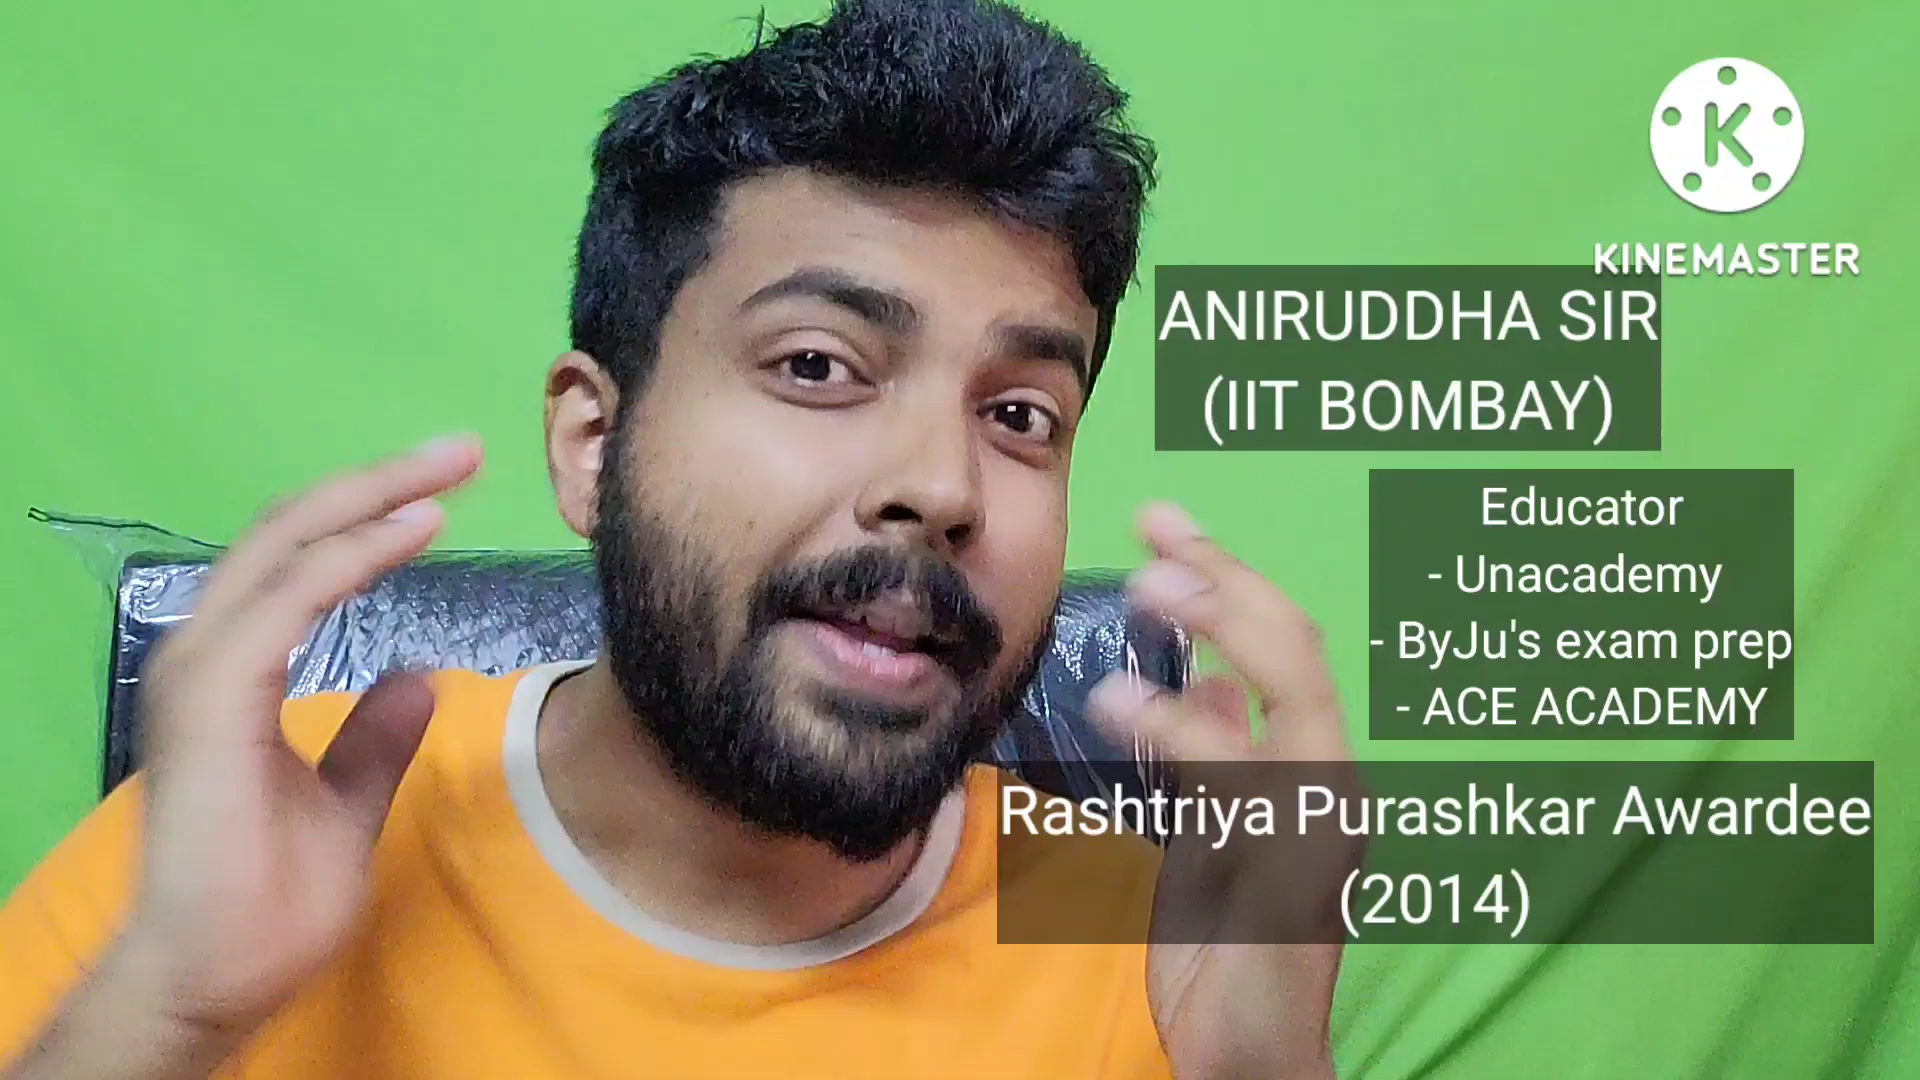 K
KINEMASTER
ANIRUDDHA SIR
(IIT BOMBAY)
Educator
- Unacademy
- ByJu's exam prep
- ACE ACADEMY
Rashtriya Purashkar Awardee
(2014)